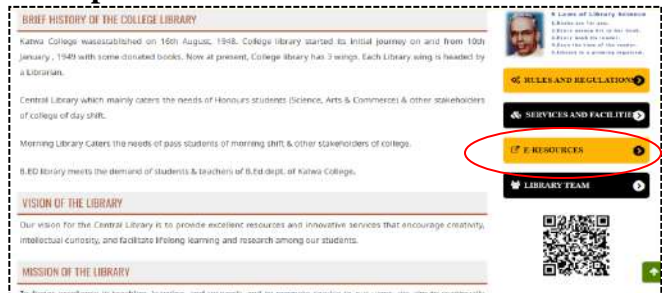 BRIEF HISTORY OF THE COLLEGE LIBRARY
Katwa College wasestablished on 16th August, 1948. College library started its initial journey on and from 10th
January, 1949 with some donated books. Now at present, College library has 3 wings. Each Library wing is headed by
a Librarian.
Central Library which mainly caters the needs of Honours students (Science, Arts & Commerce) & other stakeholders
of college of day shift.
Morning Library Caters the needs of pass students of morning shift & other stakeholders of college.
B.ED library meets the demand of students & teachers of B.Ed dept. of Katwa College.
VISION OF THE LIBRARY
Our vision for the Central Library is to provide excellent resources and innovative services that encourage creativity,
intellectual curiosity, and facilitate lifelong learning and research among our students.
MISSION OF THE LIBRARY
5 Laws of Library Science
RULES AND REGULATIONS
SERVICES AND FACILITIE
E-RESOURCES
LIBRARY TEAM